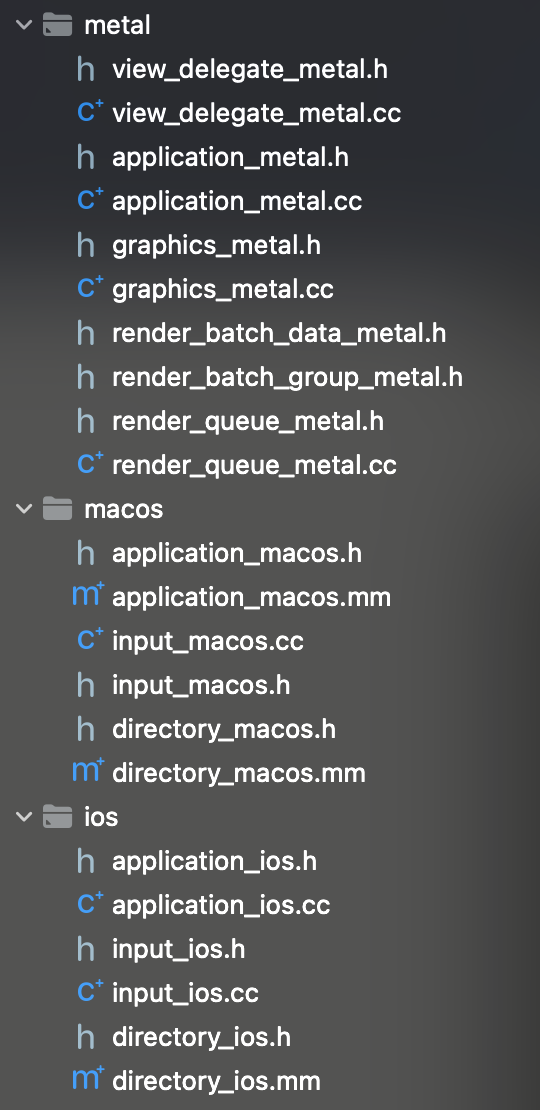 metal
h view_delegate_metal.h
C+ view_delegate_metal.cc
h application_metal.h
C+ application_metal.cc
h graphics_metal.h
C+ graphics_metal.cc
h render_batch_data_metal.h
h render_batch_group_metal.h
h render_queue_metal.h
C+ render_queue_metal.cc
macos
h application_macos.h
m+ application_macos.mm
C+ input_macos.cc
h input_macos.h
h directory_macos.h
m+ directory_macos.mm
ios
h application_ios.h
C+ application_ios.cc
h input_ios.h
C+ input_ios.cc
h directory_ios.h
m+ directory_ios.mm